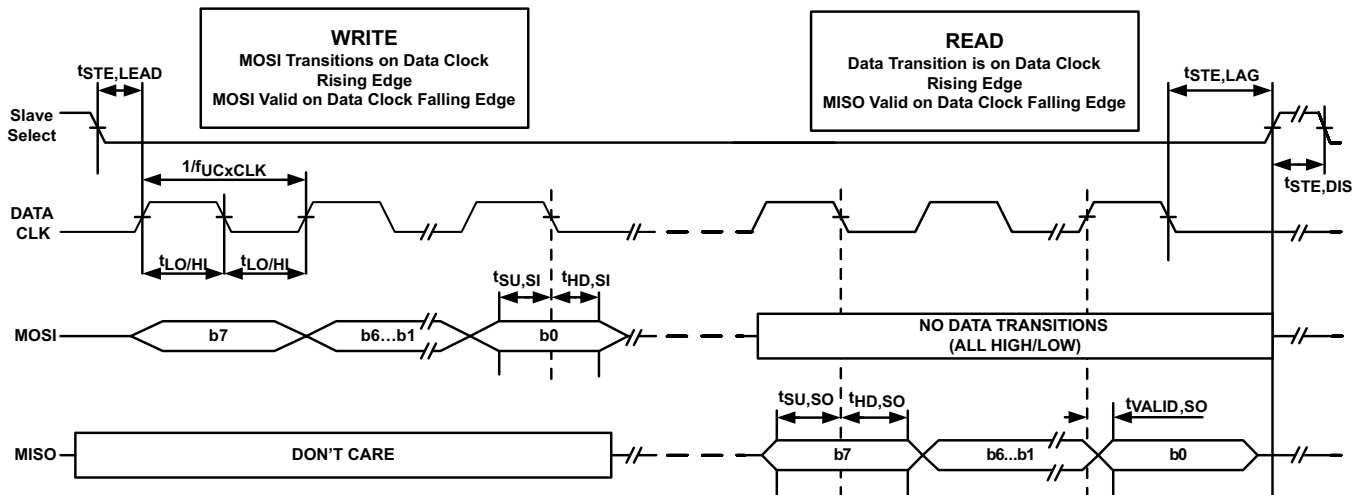 WRITE
MOSI Transitions on Data Clock
Rising Edge
MOSI Valid on Data Clock Falling Edge
READ
Data Transition is on Data Clock
Rising Edge
MISO Valid on Data Clock Falling Edge
tSTE,LEAD
tSTE,LAG
Slave
Select
tSTE,DIS
1/fUCxCLK
DATA
CLK
tLO/HI
tLO/HI
tSU,SI
tHD,SI
MOSI
b7
b6...b1
b0
NO DATA TRANSITIONS
(ALL HIGH/LOW)
tSU,SO
tHD,SO
tVALID,SO
MISO
DON'T CARE
b7
b6...b1
b0